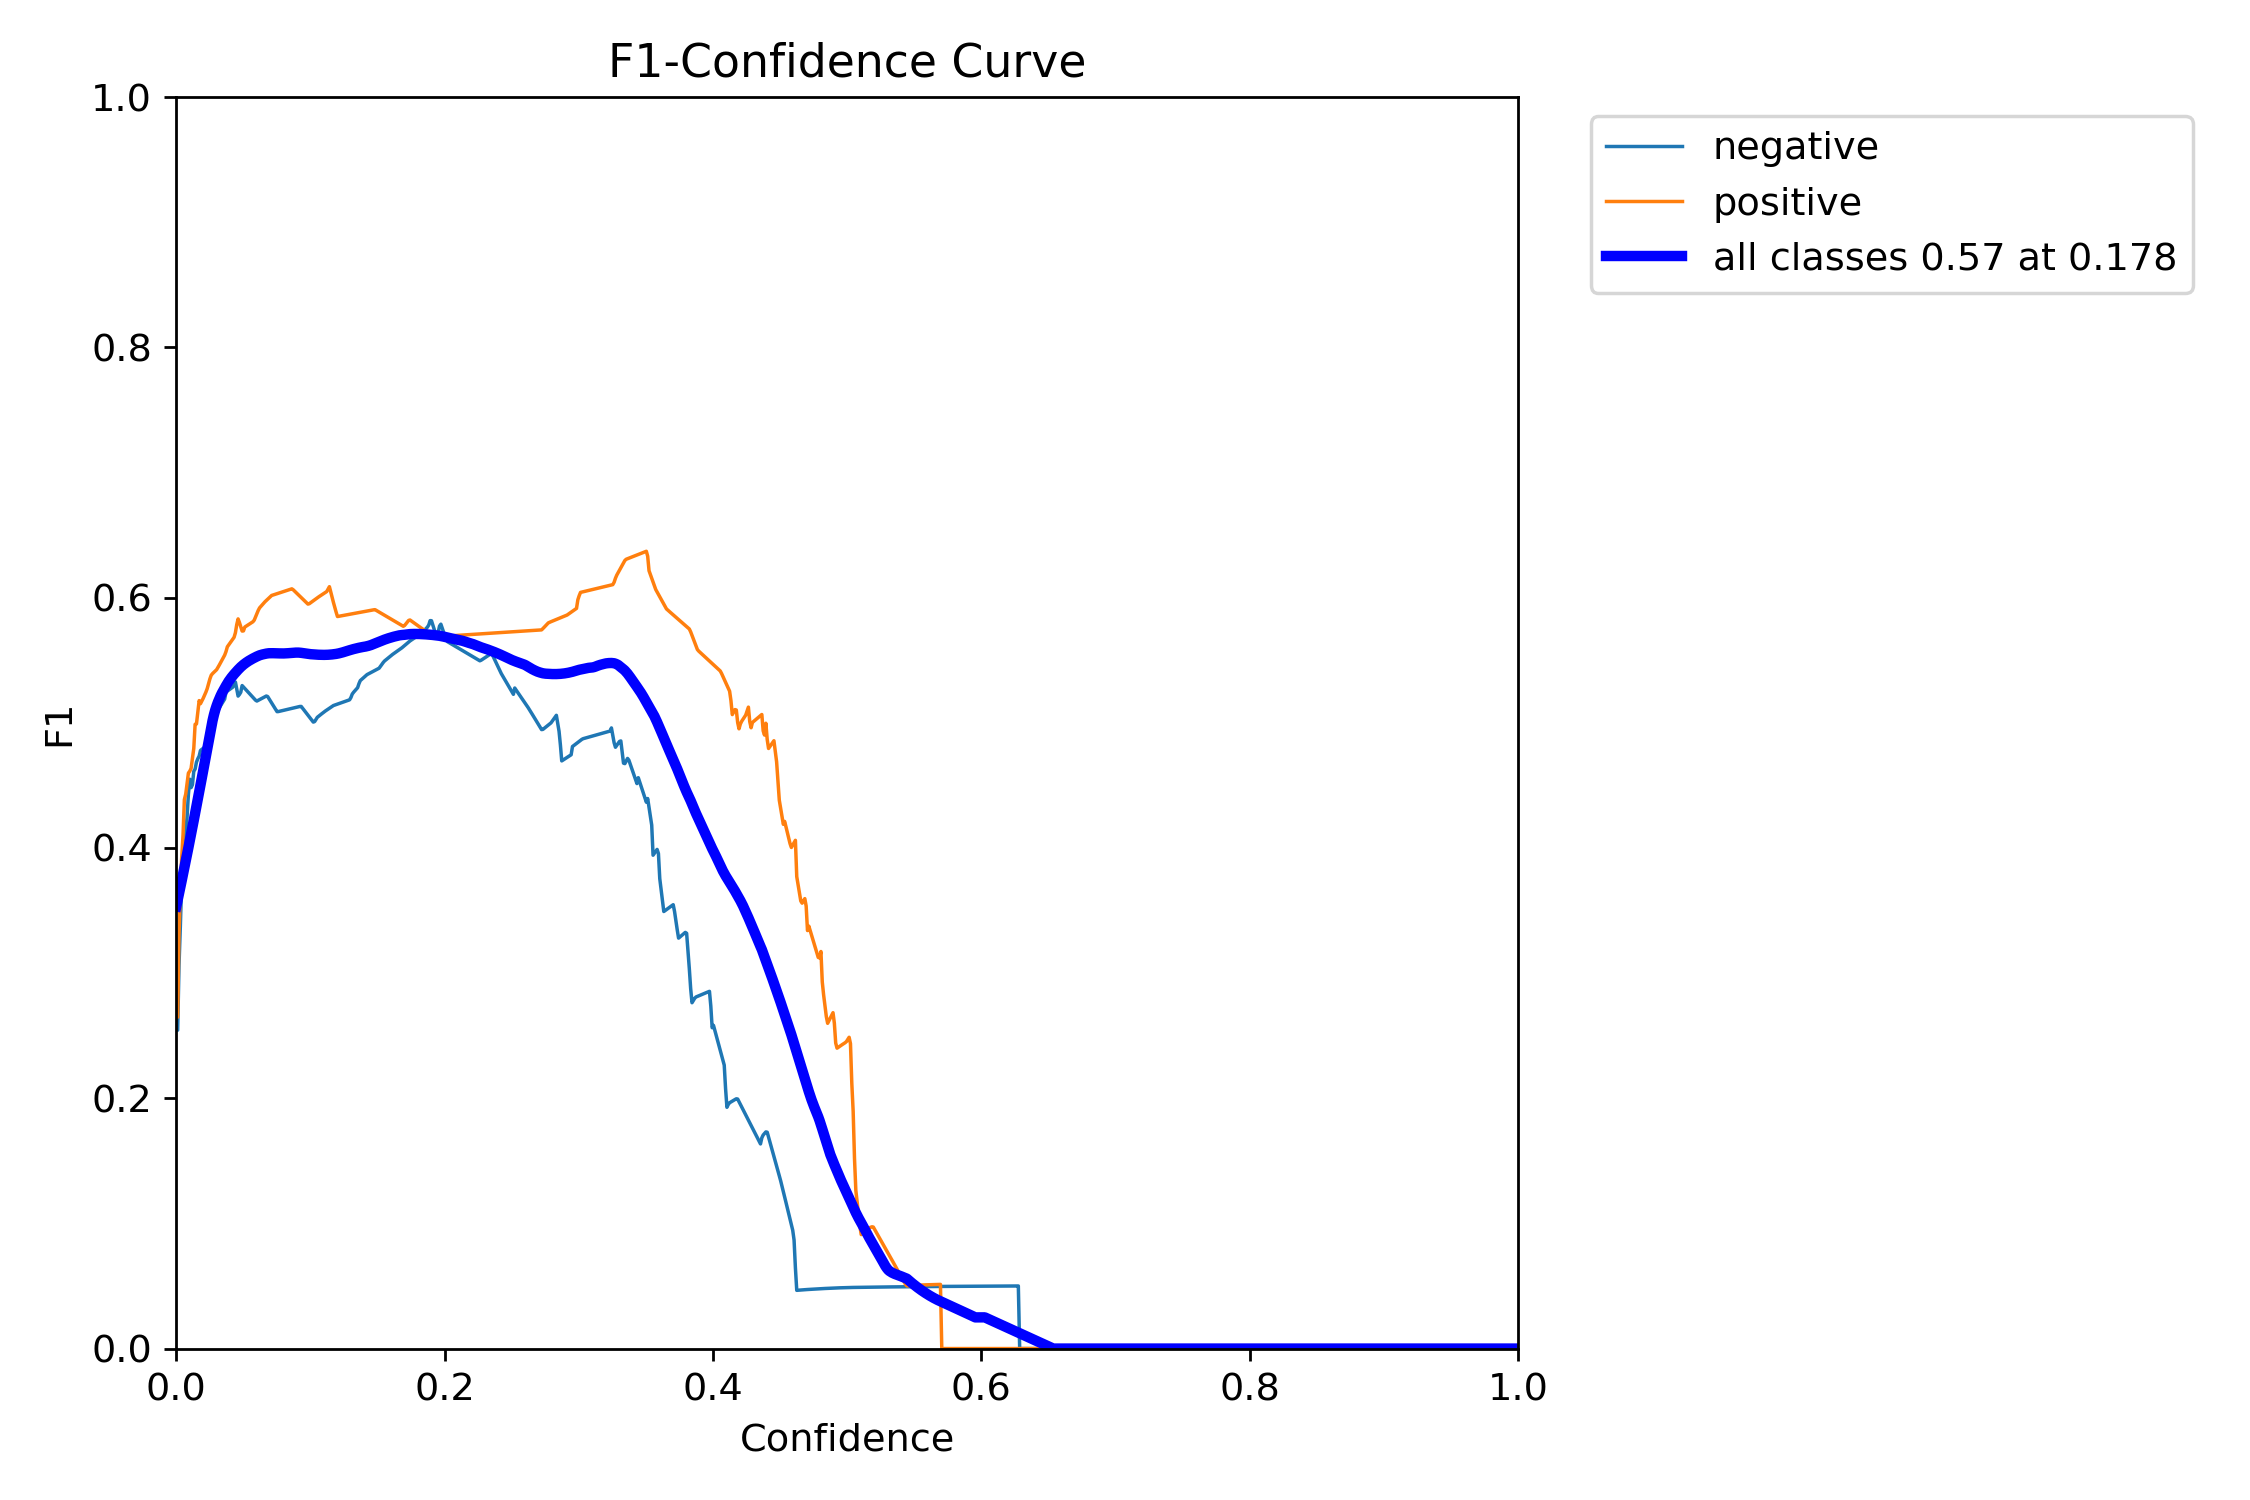 F1-Confidence Curve
1.0
0.8
0.6
0.4
0.2
0.0
F1
0.0 0.2 0.4 0.6 0.8 1.0
Confidence
negative
positive
all classes 0.57 at 0.178